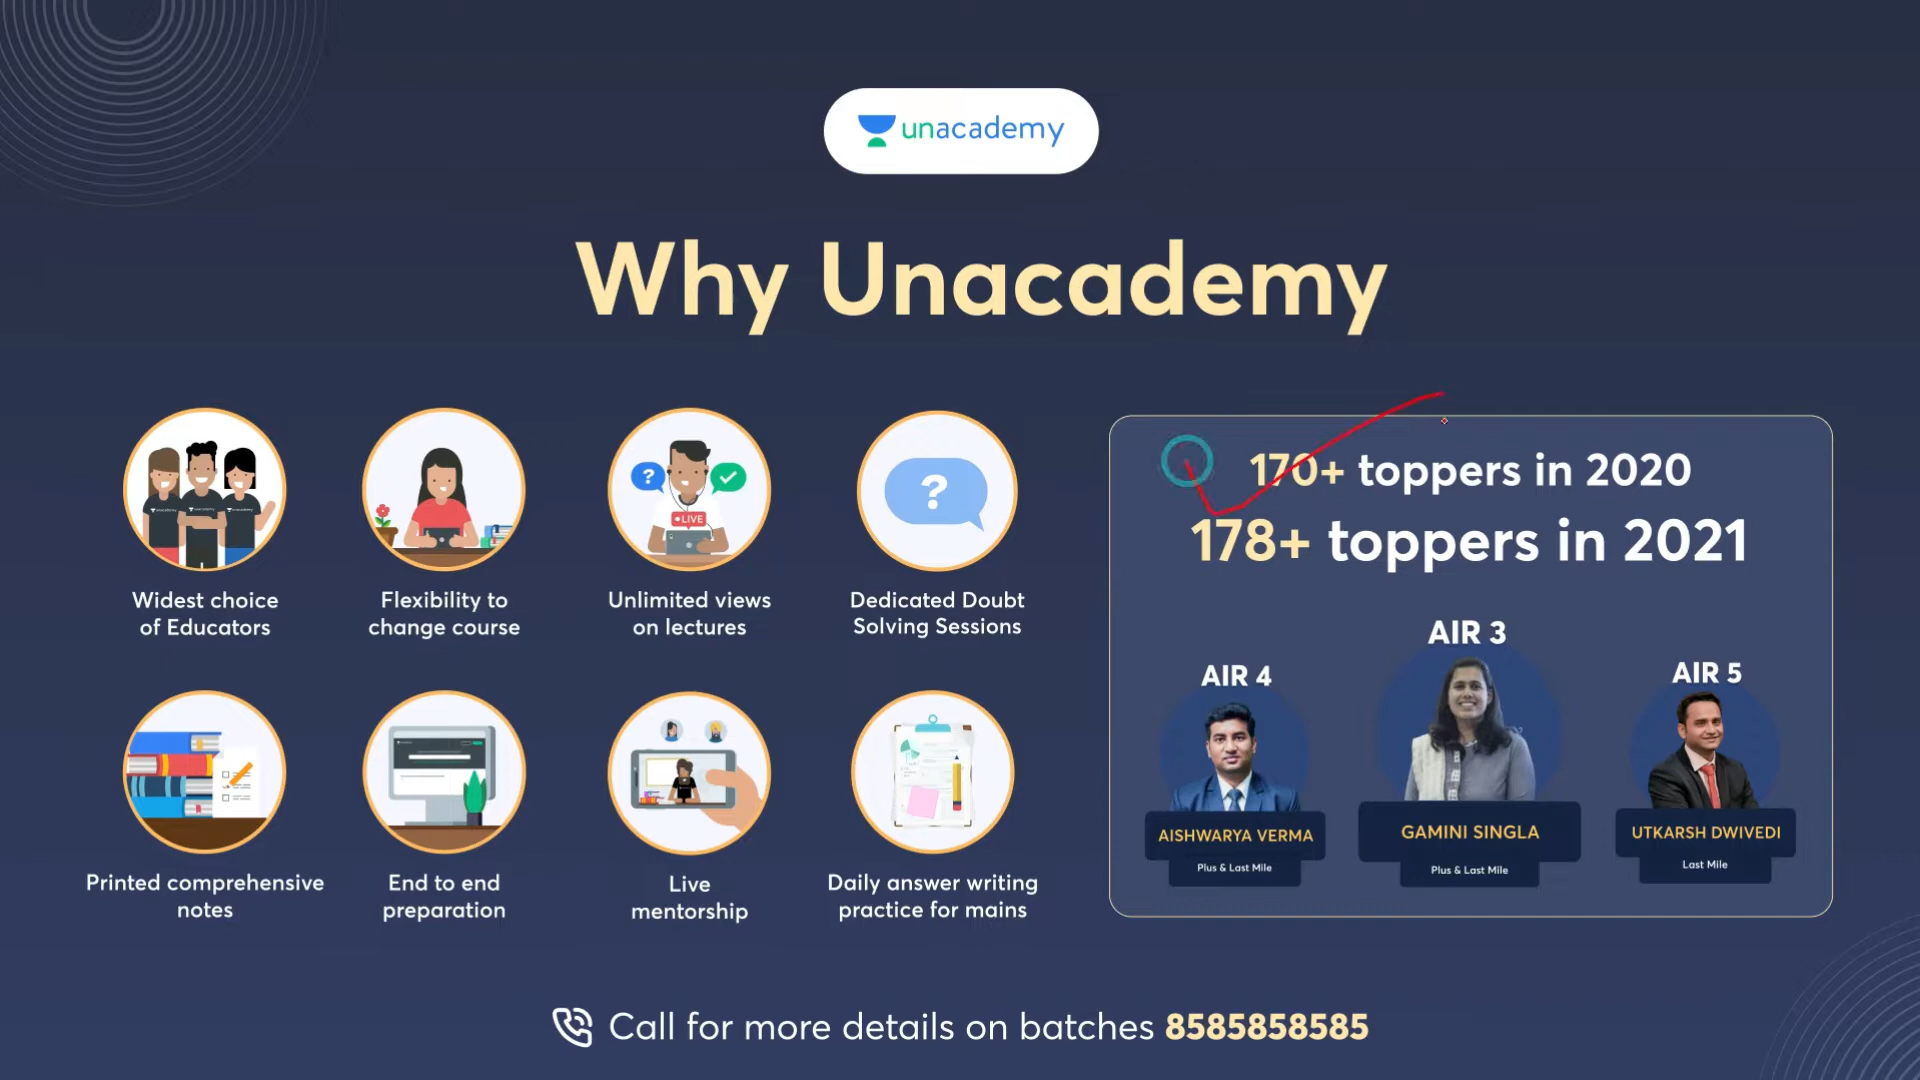 unacademy
Why Unacademy
Widest choice
of Educators
Flexibility to
change course
? LIVE
Unlimited views
on lectures
?
Dedicated Doubt
Solving Sessions
Printed comprehensive
notes
End to end
preparation
Live
mentorship
Daily answer writing
practice for mains
170+ toppers in 2020
178+ toppers in 2021
AIR 4
AISHWARYA VERMA
Plus & Last Mile
AIR 3
GAMINI SINGLA
Plus & Last Mile
AIR 5
UTKARSH DWIVEDI
Last Mile
Call for more details on batches 8585858585